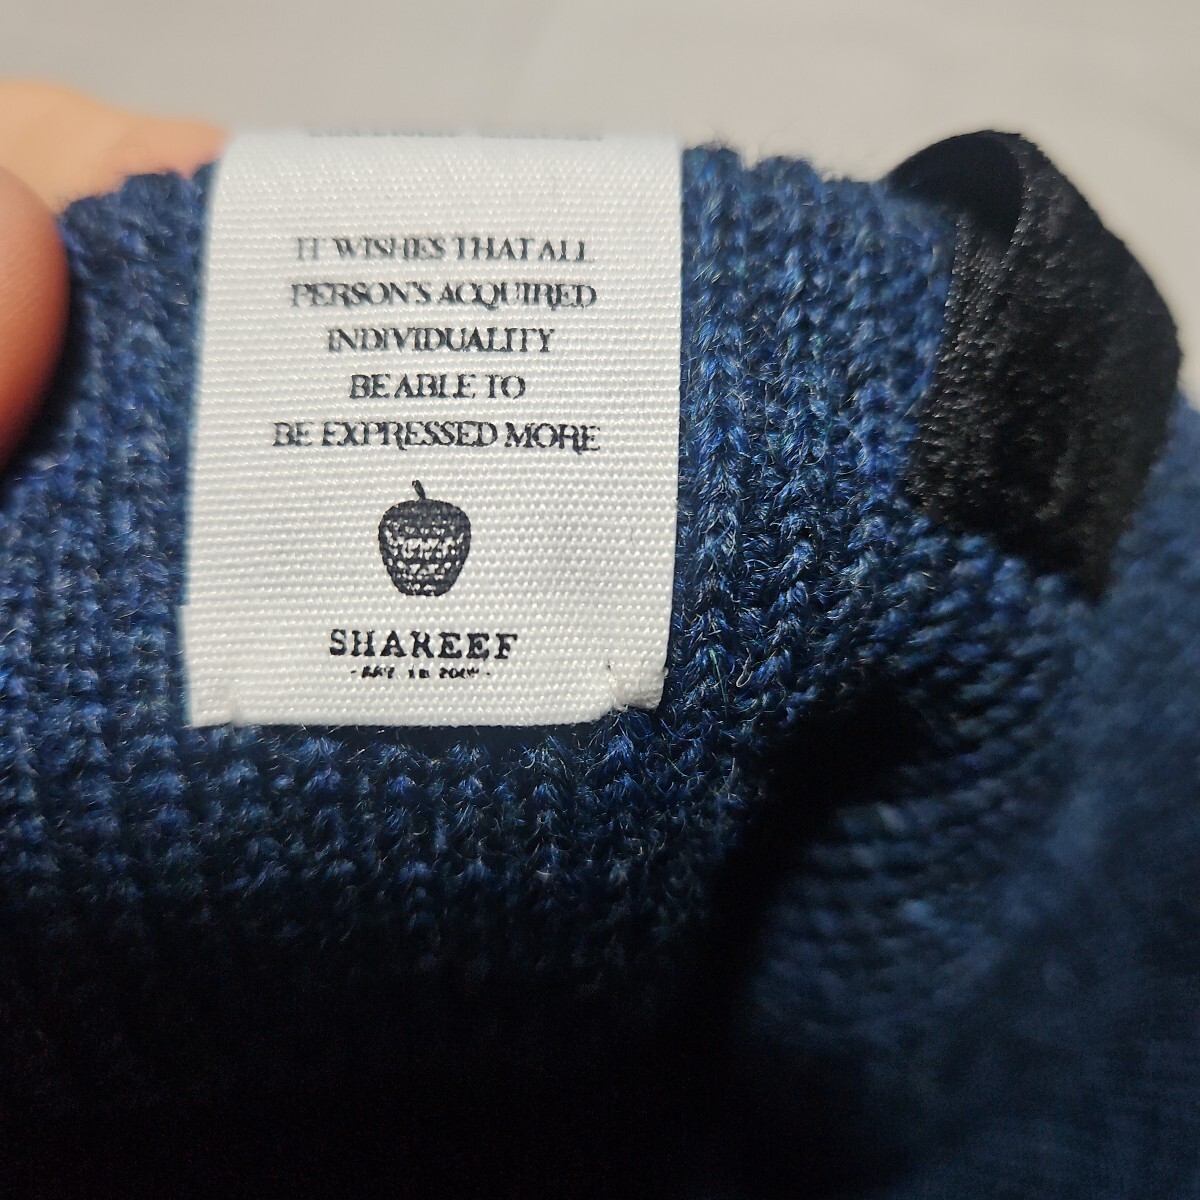 IT WISHES THAT ALL
PERSON'S ACQUIRED
INDIVIDUALITY
BE ABLE TO
BE EXPRESSED MORE
SHAREEF